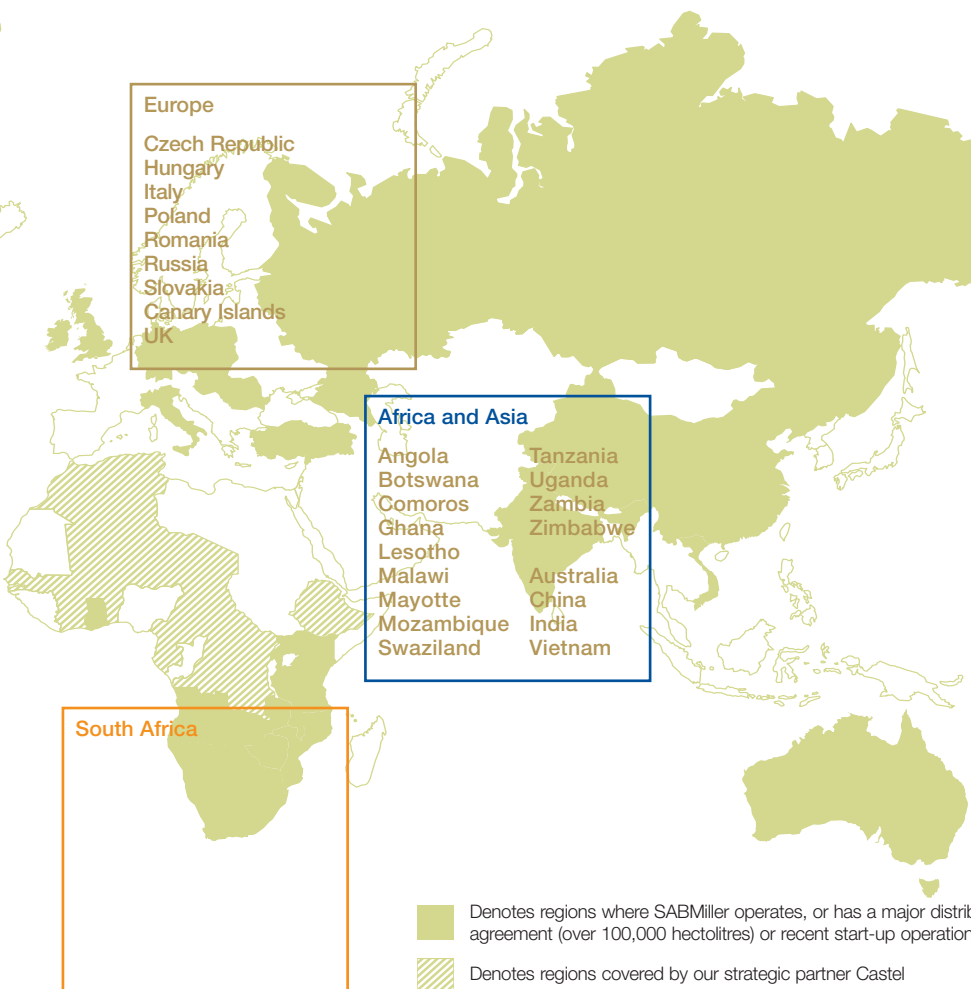 Europe
Czech Republic
Hungary
Italy
Poland
Romania
Russia
Slovakia
Canary Islands
UK
Africa and Asia
Angola
Botswana
Comoros
Ghana
Lesotho
Malawi
Mayotte
Mozambique
Swaziland
Tanzania
Uganda
Zambia
Zimbabwe
Australia
China
India
Vietnam
South Africa
Denotes regions where SABMiller operates, or has a major
agreement (over 100,000 hectolitres) or recent start-up
Denotes regions covered by our strategic partner Castel